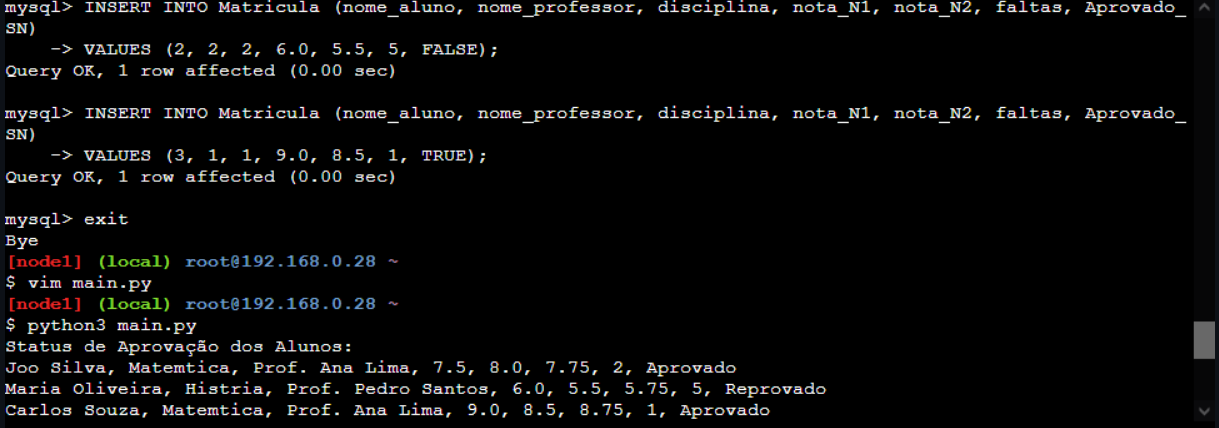 mysql> INSERT INTO Matricula (nome_aluno, nome_professor, disciplina, nota_N1, nota_N2, faltas, Aprovado_
SN)
    -> VALUES (2, 2, 2, 6.0, 5.5, 5, FALSE);
Query OK, 1 row affected (0.00 sec)
mysql> INSERT INTO Matricula (nome_aluno, nome_professor, disciplina, nota_N1, nota_N2, faltas, Aprovado_
SN)
    -> VALUES (3, 1, 1, 9.0, 8.5, 1, TRUE);
Query OK, 1 row affected (0.00 sec)
mysql> exit
Bye
[node1] (local) root@192.168.0.28 ~
$ vim main.py
[node1] (local) root@192.168.0.28 ~
$ python3 main.py
Status de Aprovação dos Alunos:
Joo Silva, Matemtica, Prof. Ana Lima, 7.5, 8.0, 7.75, 2, Aprovado
Maria Oliveira, Histria, Prof. Pedro Santos, 6.0, 5.5, 5.75, 5, Reprovado
Carlos Souza, Matemtica, Prof. Ana Lima, 9.0, 8.5, 8.75, 1, Aprovado